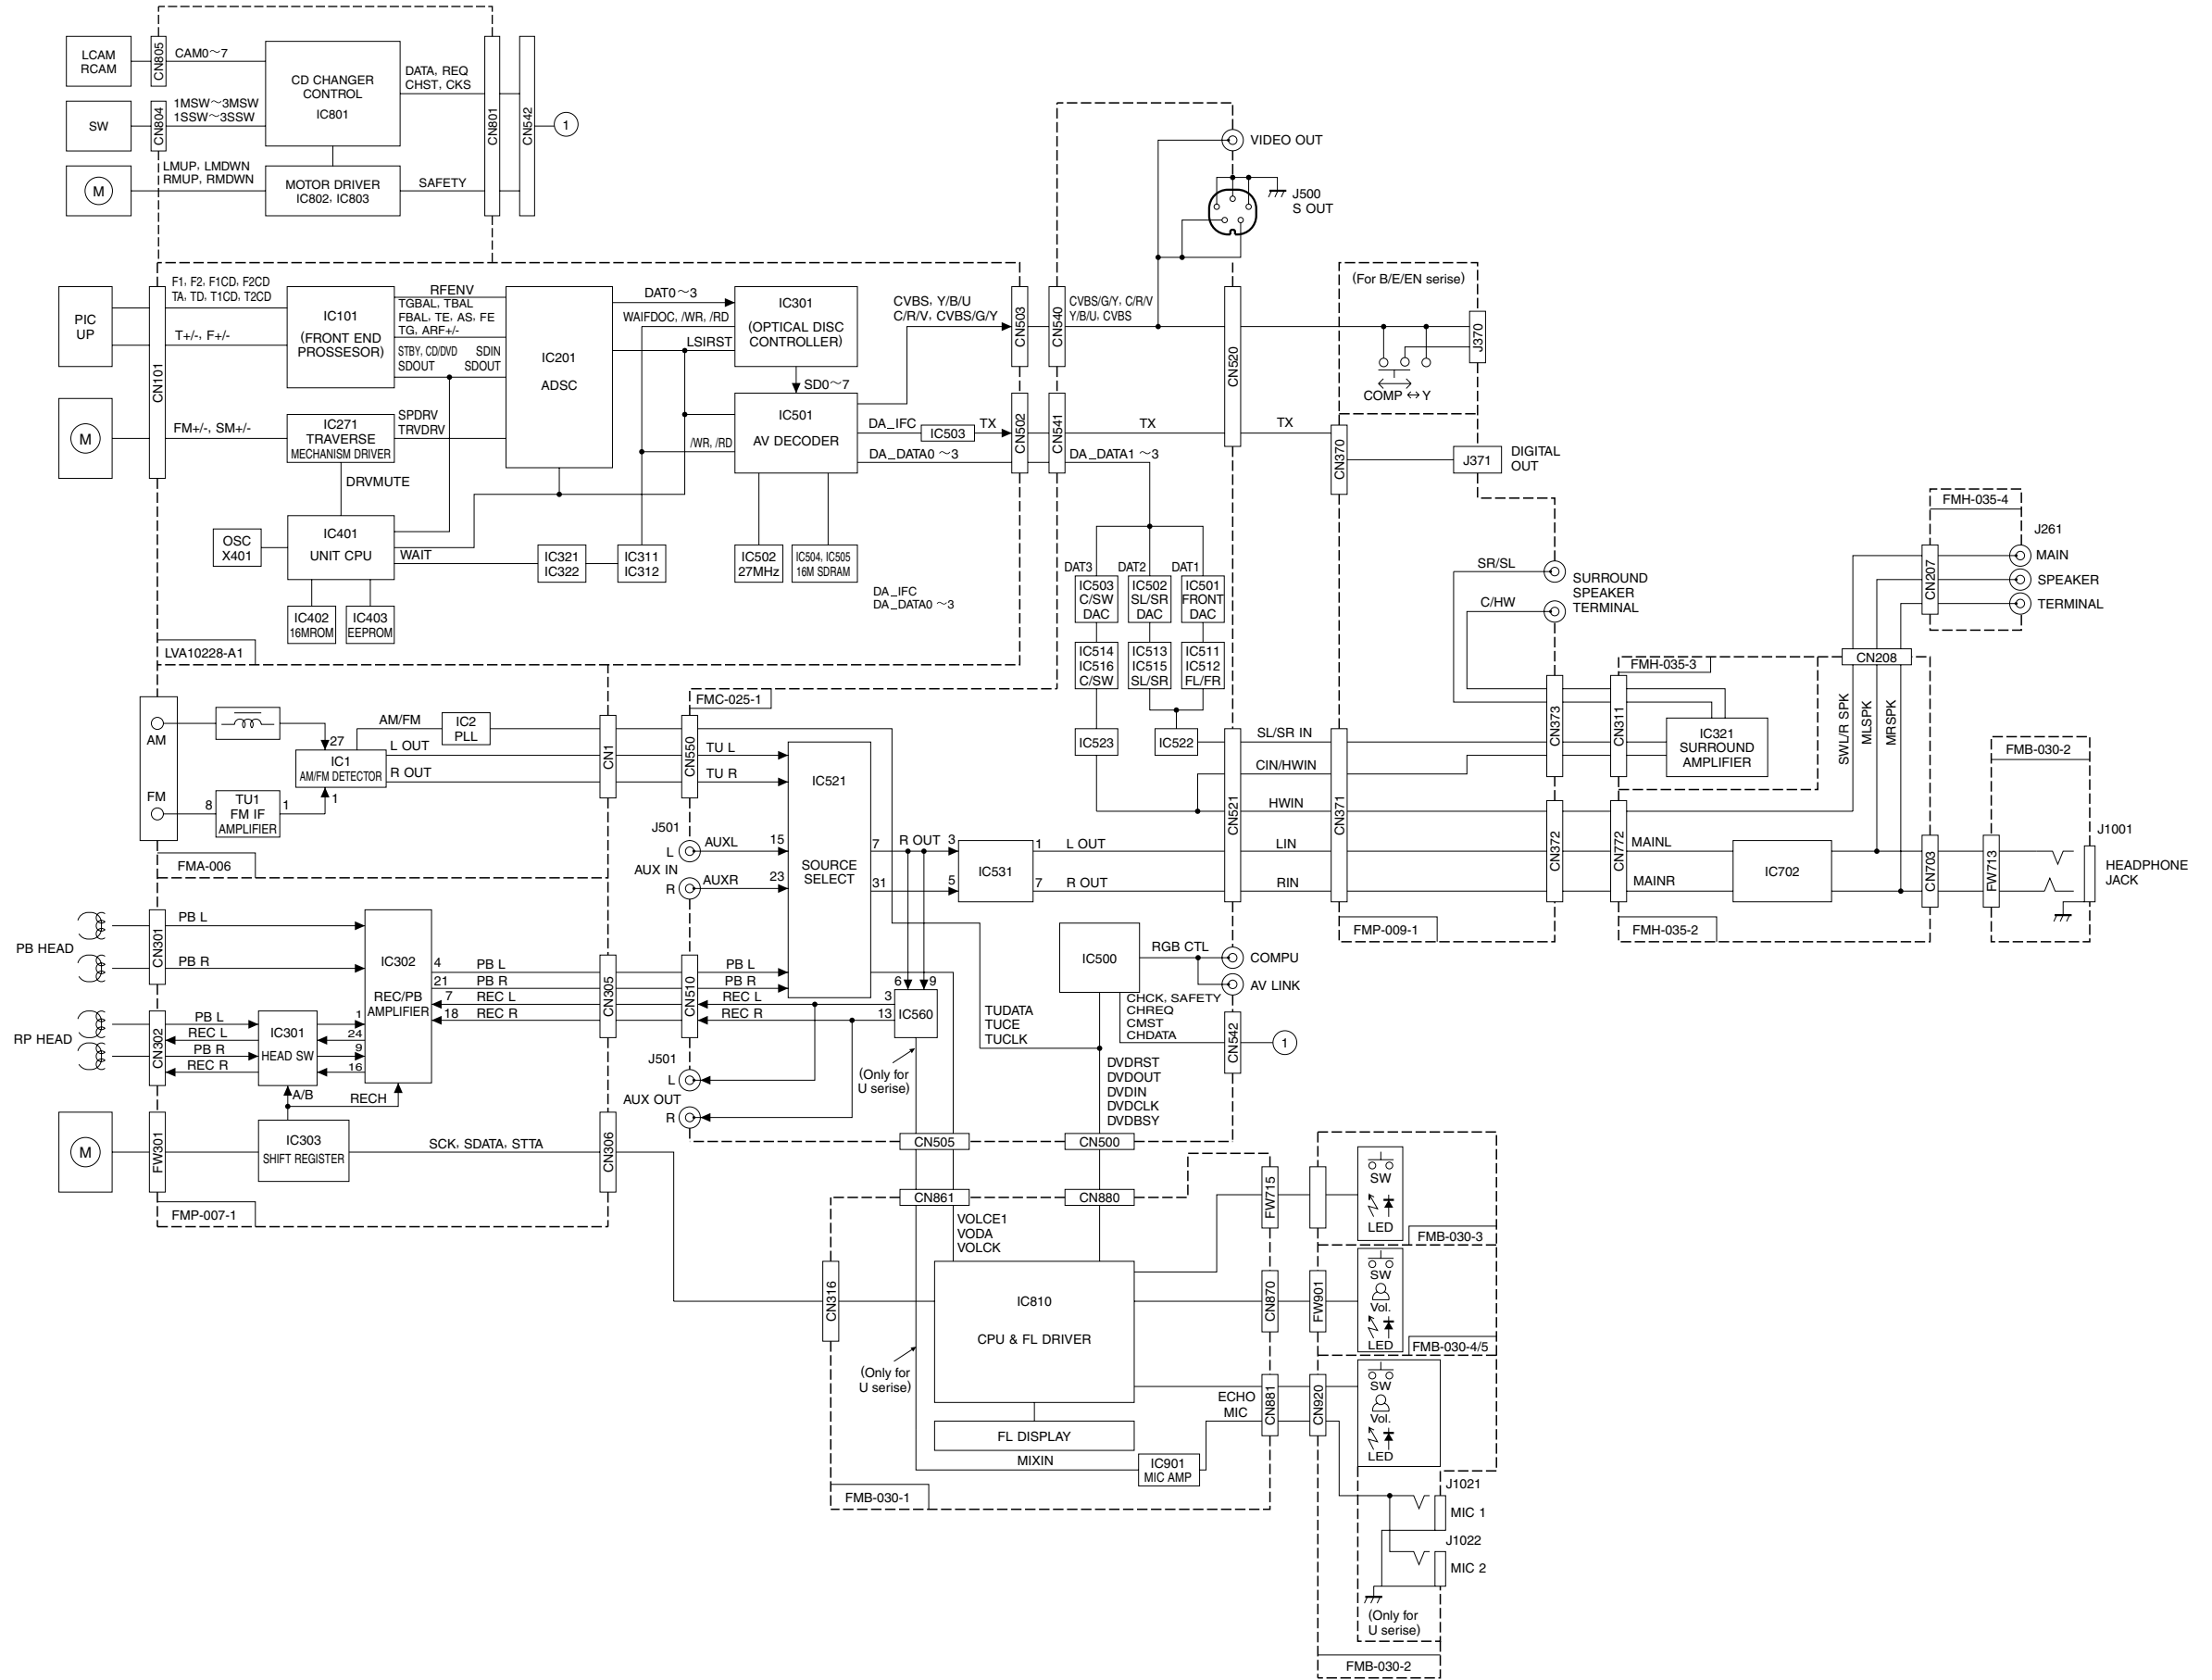 LCAM
RCAM
CN805
CAM0～7
CD CHANGER
CONTROL
IC801
DATA, REQ
CHST, CKS
SW
CN804
1MSW～3MSW
1SSW～3SSW
CN801
CN542
1
M
LMUP, LMDWN
RMUP, RMDWN
MOTOR DRIVER
IC802, IC803
SAFETY
VIDEO OUT
J500
S OUT
PIC
UP
CN101
F1, F2, F1CD, F2CD
TA, TD, T1CD, T2CD
T+/-, F+/-
IC101
(FRONT END
PROSSESOR)
RFENV
TGBAL, TBAL
FBAL, TE, AS, FE
TG, ARF+/-
STBY, CD/DVD SDIN
SDOUT SDOUT
IC201
ADSC
DAT0～3
WAIFDOC, /WR, /RD
LSIRST
IC301
(OPTICAL DISC
CONTROLLER)
SD0～7
CVBS, Y/B/U
C/R/V, CVBS/G/Y
CN503
CN540
CVBS/G/Y, C/R/V
Y/B/U, CVBS
CN520
(For B/E/EN serise)
J370
COMP ↔ Y
M
FM+/-, SM+/-
IC271
TRAVERSE
MECHANISM DRIVER
SPDRV
TRVDRV
/WR, /RD
IC501
AV DECODER
DA_IFC
IC503
TX
DA_DATA0 ～3
CN502
CN541
TX
DA_DATA1 ～3
TX
CN370
J371
DIGITAL
OUT
DRVMUTE
OSC
X401
IC401
UNIT CPU
WAIT
IC321
IC322
IC311
IC312
IC502
27MHz
IC504, IC505
16M SDRAM
DA_IFC
DA_DATA0 ～3
IC402
16MROM
IC403
EEPROM
LVA10228-A1
DAT3
DAT2
DAT1
IC503
C/SW
DAC
IC502
SL/SR
DAC
IC501
FRONT
DAC
IC514
IC516
C/SW
IC513
IC515
SL/SR
IC511
IC512
FL/FR
IC523
IC522
SR/SL
C/HW
SURROUND
SPEAKER
TERMINAL
FMH-035-4
J261
CN207
MAIN
SPEAKER
TERMINAL
CN208
FMH-035-3
CN373
CN311
IC321
SURROUND
AMPLIFIER
SWL/R SPK
MLSPK
MRSPK
FMB-030-2
AM
FM
27
IC1
AM/FM DETECTOR
AM/FM
IC2
PLL
L OUT
R OUT
8
TU1
FM IF
AMPLIFIER
1
1
CN1
FMA-006
FMC-025-1
CN550
TU L
TU R
IC521
SOURCE
SELECT
J501
L
AUXL
15
AUX IN
R
AUXR
23
7
R OUT
3
31
5
IC531
1
L OUT
7
R OUT
SL/SR IN
CIN/HWIN
HWIN
CN521
CN371
LIN
RIN
CN372
CN772
MAINL
MAINR
IC702
CN703
FW713
J1001
HEADPHONE
JACK
FMP-009-1
FMH-035-2
PB HEAD
CN301
PB L
PB R
IC302
REC/PB
AMPLIFIER
4
PB L
21
PB R
7
REC L
18
REC R
CN305
CN510
PB L
PB R
REC L
REC R
6
9
3
13
IC560
(Only for
U serise)
RP HEAD
CN302
PB L
REC L
PB R
REC R
IC301
HEAD SW
1
24
9
16
A/B
RECH
J501
L
AUX OUT
R
IC500
RGB CTL
COMPU
AV LINK
CHCK, SAFETY
CHREQ
CMST
CHDATA
CN542
1
TUDATA
TUCE
TUCLK
DVDRST
DVDOUT
DVDIN
DVDCLK
DVDBSY
M
FW301
IC303
SHIFT REGISTER
SCK, SDATA, STTA
CN306
FMP-007-1
CN505
CN500
CN861
CN880
VOLCE1
VODA
VOLCK
FW715
SW
LED
FMB-030-3
CN316
IC810
CPU & FL DRIVER
CN870
FW901
SW
Vol.
LED
FMB-030-4/5
(Only for
U serise)
FL DISPLAY
ECHO
MIC
CN881
CN920
SW
Vol.
LED
MIXIN
IC901
MIC AMP
FMB-030-1
J1021
MIC 1
J1022
MIC 2
(Only for
U serise)
FMB-030-2